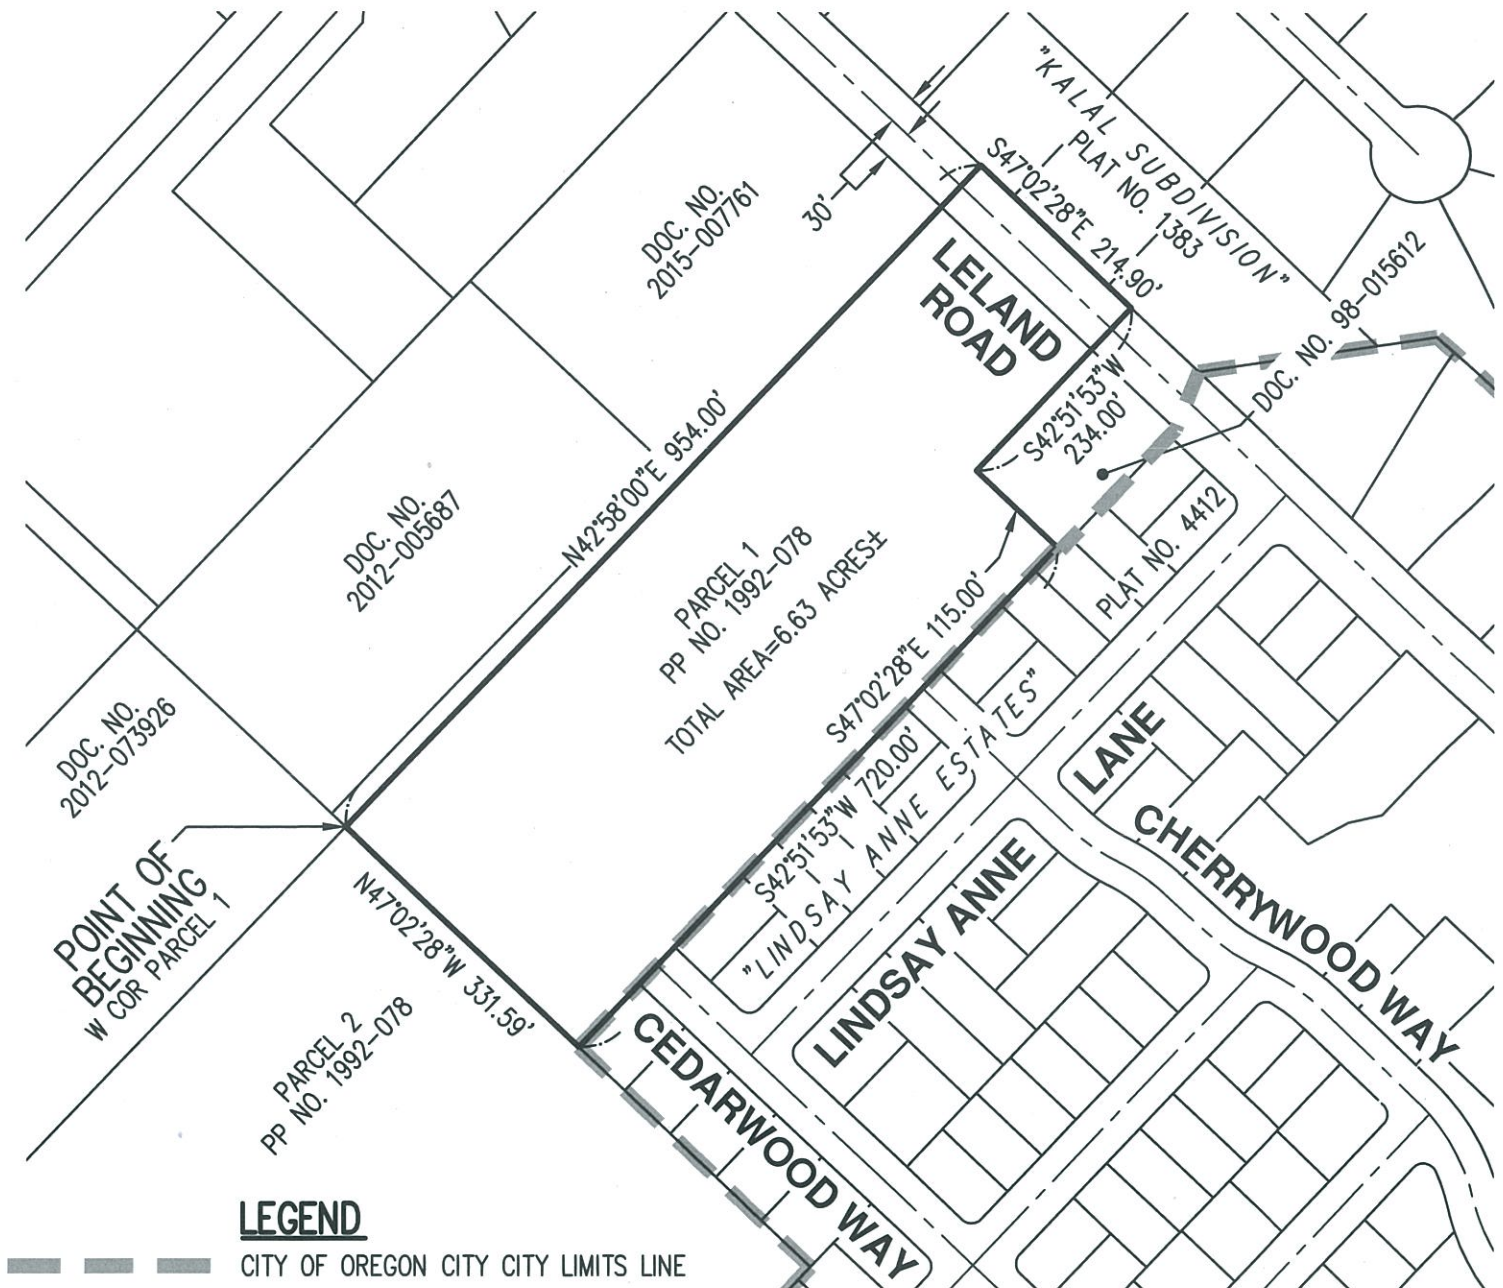 "KALAL SUBDIVISION"
PLAT NO. 1383
S47°02'28"E 214.90'
30'
DOC. NO.
2015-007761
LELAND
ROAD
DOC. NO. 98-015612
S42°51'53"W
234.00'
N42°58'00"E 954.00'
DOC. NO.
2012-005687
PARCEL 1
PP NO. 1992-078
TOTAL AREA=6.63 ACRES±
PLAT NO. 4412
S47°02'28"E 115.00'
DOC. NO.
2012-073926
S42°51'53"W 720.00'
"LINDSAY ANNE ESTATES"
LINDSAY ANNE LANE
CHERRYWOOD WAY
POINT OF
BEGINNING
W COR PARCEL 1
N47°02'28"W 331.59'
PARCEL 2
PP NO. 1992-078
CEDARWOOD WAY
LEGEND
CITY OF OREGON CITY CITY LIMITS LINE